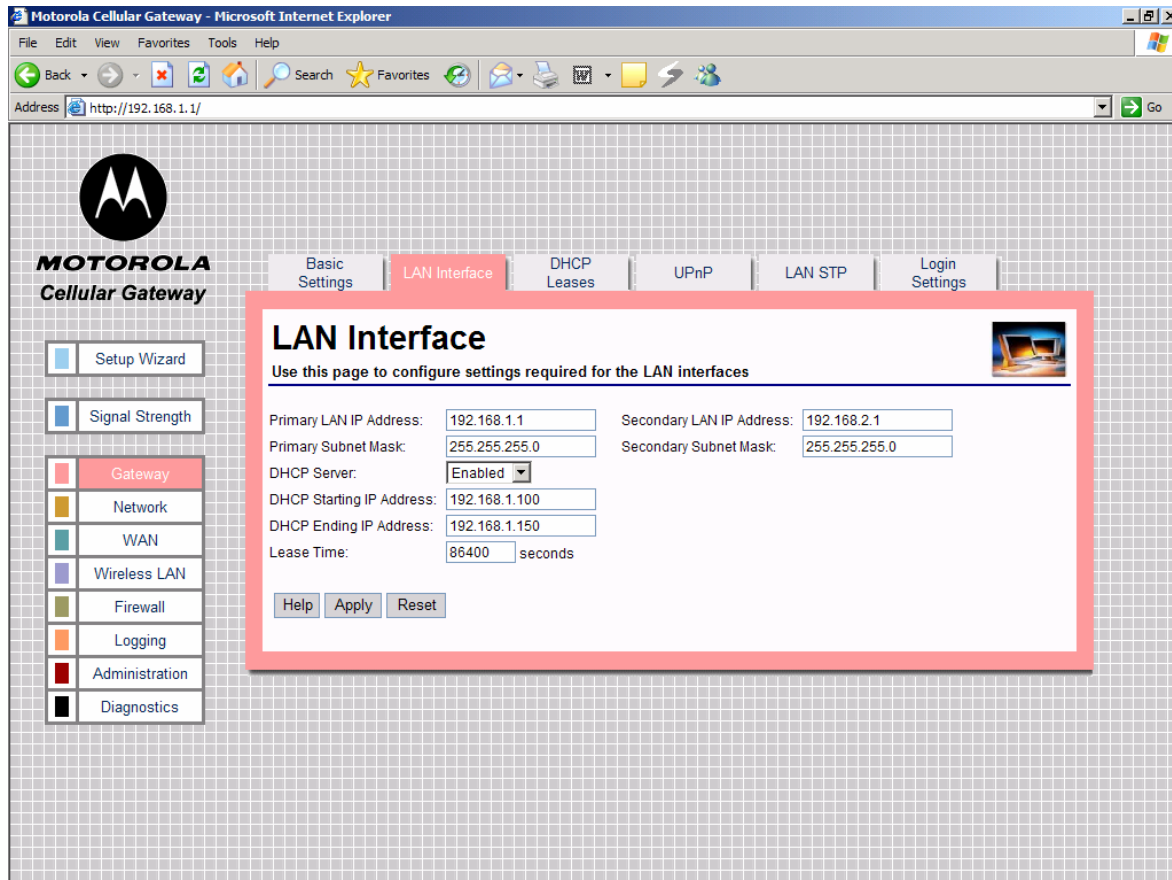 Motorola Cellular Gateway - Microsoft Internet Explorer
File Edit View Favorites Tools Help
Back Search Favorites
Address http://192.168.1.1/ Go
MOTOROLA
Cellular Gateway
Basic Settings
LAN Interface
DHCP Leases
UPnP
LAN STP
Login Settings
Setup Wizard
Signal Strength
Gateway
Network
WAN
Wireless LAN
Firewall
Logging
Administration
Diagnostics
LAN Interface
Use this page to configure settings required for the LAN interfaces
Primary LAN IP Address: 192.168.1.1 Secondary LAN IP Address: 192.168.2.1
Primary Subnet Mask: 255.255.255.0 Secondary Subnet Mask: 255.255.255.0
DHCP Server: Enabled
DHCP Starting IP Address: 192.168.1.100
DHCP Ending IP Address: 192.168.1.150
Lease Time: 86400 seconds
Help Apply Reset